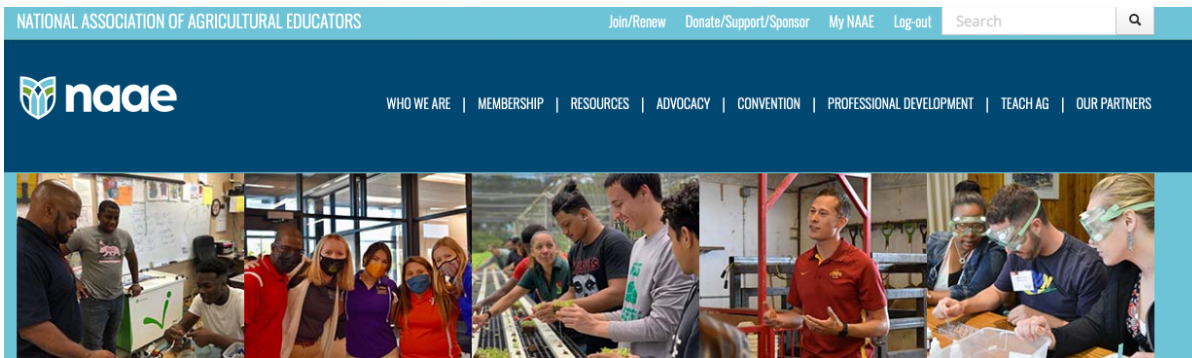 NATIONAL ASSOCIATION OF AGRICULTURAL EDUCATORS
Join/Renew Donate/Support/Sponsor My NAAE Log-out Search
naae
WHO WE ARE | MEMBERSHIP | RESOURCES | ADVOCACY | CONVENTION | PROFESSIONAL DEVELOPMENT | TEACH AG | OUR PARTNERS